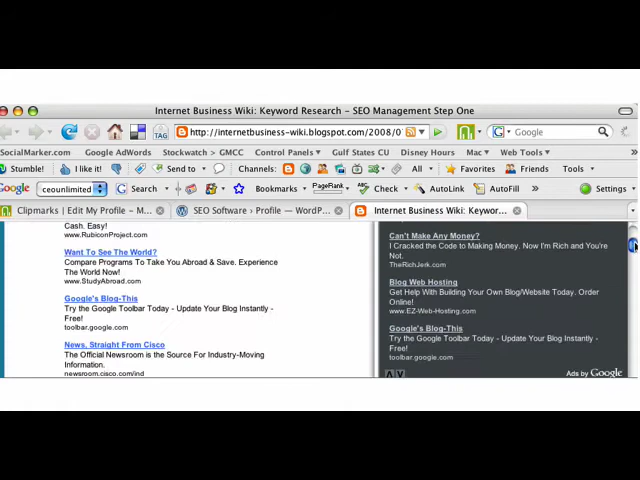 Internet Business Wiki: Keyword Research – SEO Management Step One
TAG http://internetbusiness-wiki.blogspot.com/2008/0 Google
SocialMarker.com Google AdWords Stockwatch > GMCC Control Panels Gulf States CU Disney Hours Mac Web Tools
Stumble! I like it! Send to Channels: All Favorites Friends Tools
Google ceounlimited Search Bookmarks PageRank Check AutoLink AutoFill Settings
Clipmarks | Edit My Profile – M... SEO Software › Profile — WordP... Internet Business Wiki: Keywor...
Cash. Easy!
www.RubiconProject.com
Want To See The World?
Compare Programs To Take You Abroad & Save. Experience
The World Now!
www.StudyAbroad.com
Google's Blog-This
Try the Google Toolbar Today - Update Your Blog Instantly -
Free!
toolbar.google.com
News, Straight From Cisco
The Official Newsroom is the Source For Industry-Moving
Information.
newsroom.cisco.com/ind
Can't Make Any Money?
I Cracked the Code to Making Money. Now I'm Rich and You're
Not.
TheRichJerk.com
Blog Web Hosting
Get Help With Building Your Own Blog/Website Today. Order
Online!
www.EZ-Web-Hosting.com
Google's Blog-This
Try the Google Toolbar Today - Update Your Blog Instantly -
Free!
toolbar.google.com
Ads by Google